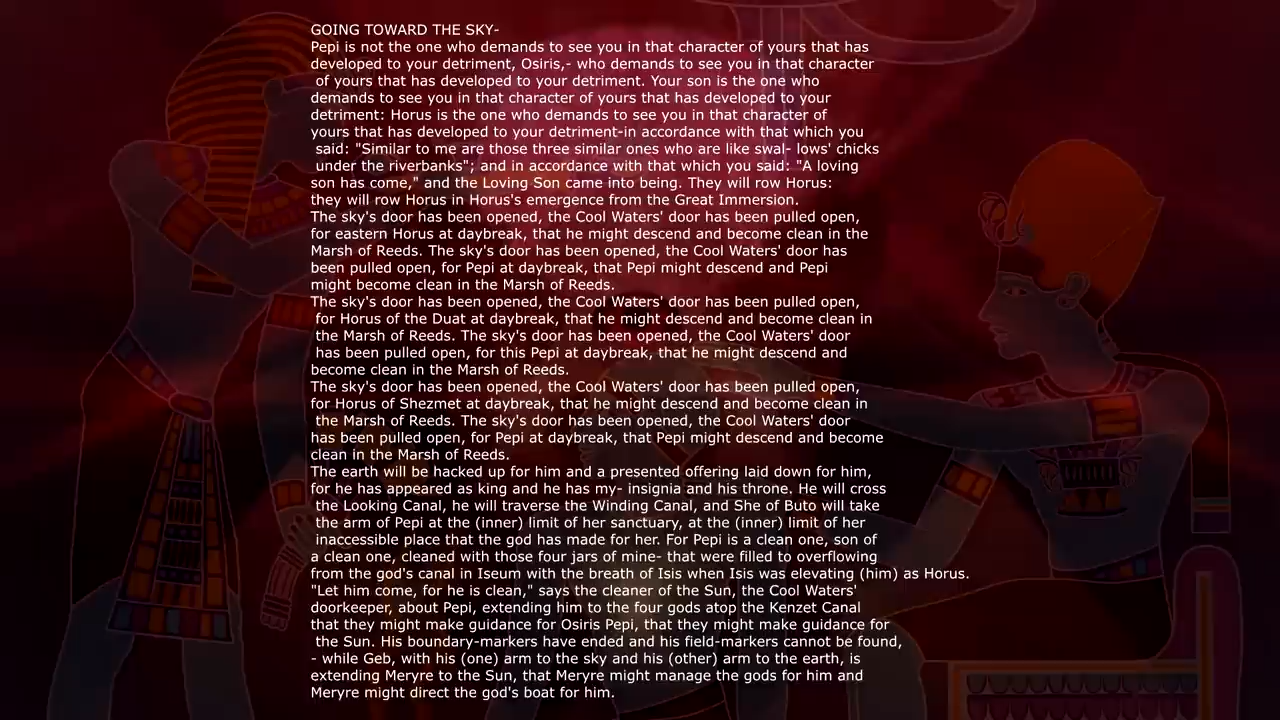 GOING TOWARD THE SKY-
Pepi is not the one who demands to see you in that character of yours that has
developed to your detriment, Osiris,- who demands to see you in that character
of yours that has developed to your detriment. Your son is the one who
demands to see you in that character of yours that has developed to your
detriment: Horus is the one who demands to see you in that character of
yours that has developed to your detriment-in accordance with that which you
said: "Similar to me are those three similar ones who are like swal- lows' chicks
under the riverbanks"; and in accordance with that which you said: "A loving
son has come," and the Loving Son came into being. They will row Horus:
they will row Horus in Horus's emergence from the Great Immersion.
The sky's door has been opened, the Cool Waters' door has been pulled open,
for eastern Horus at daybreak, that he might descend and become clean in the
Marsh of Reeds. The sky's door has been opened, the Cool Waters' door has
been pulled open, for Pepi at daybreak, that Pepi might descend and Pepi
might become clean in the Marsh of Reeds.
The sky's door has been opened, the Cool Waters' door has been pulled open,
for Horus of the Duat at daybreak, that he might descend and become clean in
the Marsh of Reeds. The sky's door has been opened, the Cool Waters' door
has been pulled open, for this Pepi at daybreak, that he might descend and
become clean in the Marsh of Reeds.
The sky's door has been opened, the Cool Waters' door has been pulled open,
for Horus of Shezmet at daybreak, that he might descend and become clean in
the Marsh of Reeds. The sky's door has been opened, the Cool Waters' door
has been pulled open, for Pepi at daybreak, that Pepi might descend and become
clean in the Marsh of Reeds.
The earth will be hacked up for him and a presented offering laid down for him,
for he has appeared as king and he has my- insignia and his throne. He will cross
the Looking Canal, he will traverse the Winding Canal, and She of Buto will take
the arm of Pepi at the (inner) limit of her sanctuary, at the (inner) limit of her
inaccessible place that the god has made for her. For Pepi is a clean one, son of
a clean one, cleaned with those four jars of mine- that were filled to overflowing
from the god's canal in Iseum with the breath of Isis when Isis was elevating (him) as Horus.
"Let him come, for he is clean," says the cleaner of the Sun, the Cool Waters'
doorkeeper, about Pepi, extending him to the four gods atop the Kenzet Canal
that they might make guidance for Osiris Pepi, that they might make guidance for
the Sun. His boundary-markers have ended and his field-markers cannot be found,
- while Geb, with his (one) arm to the sky and his (other) arm to the earth, is
extending Meryre to the Sun, that Meryre might manage the gods for him and
Meryre might direct the god's boat for him.